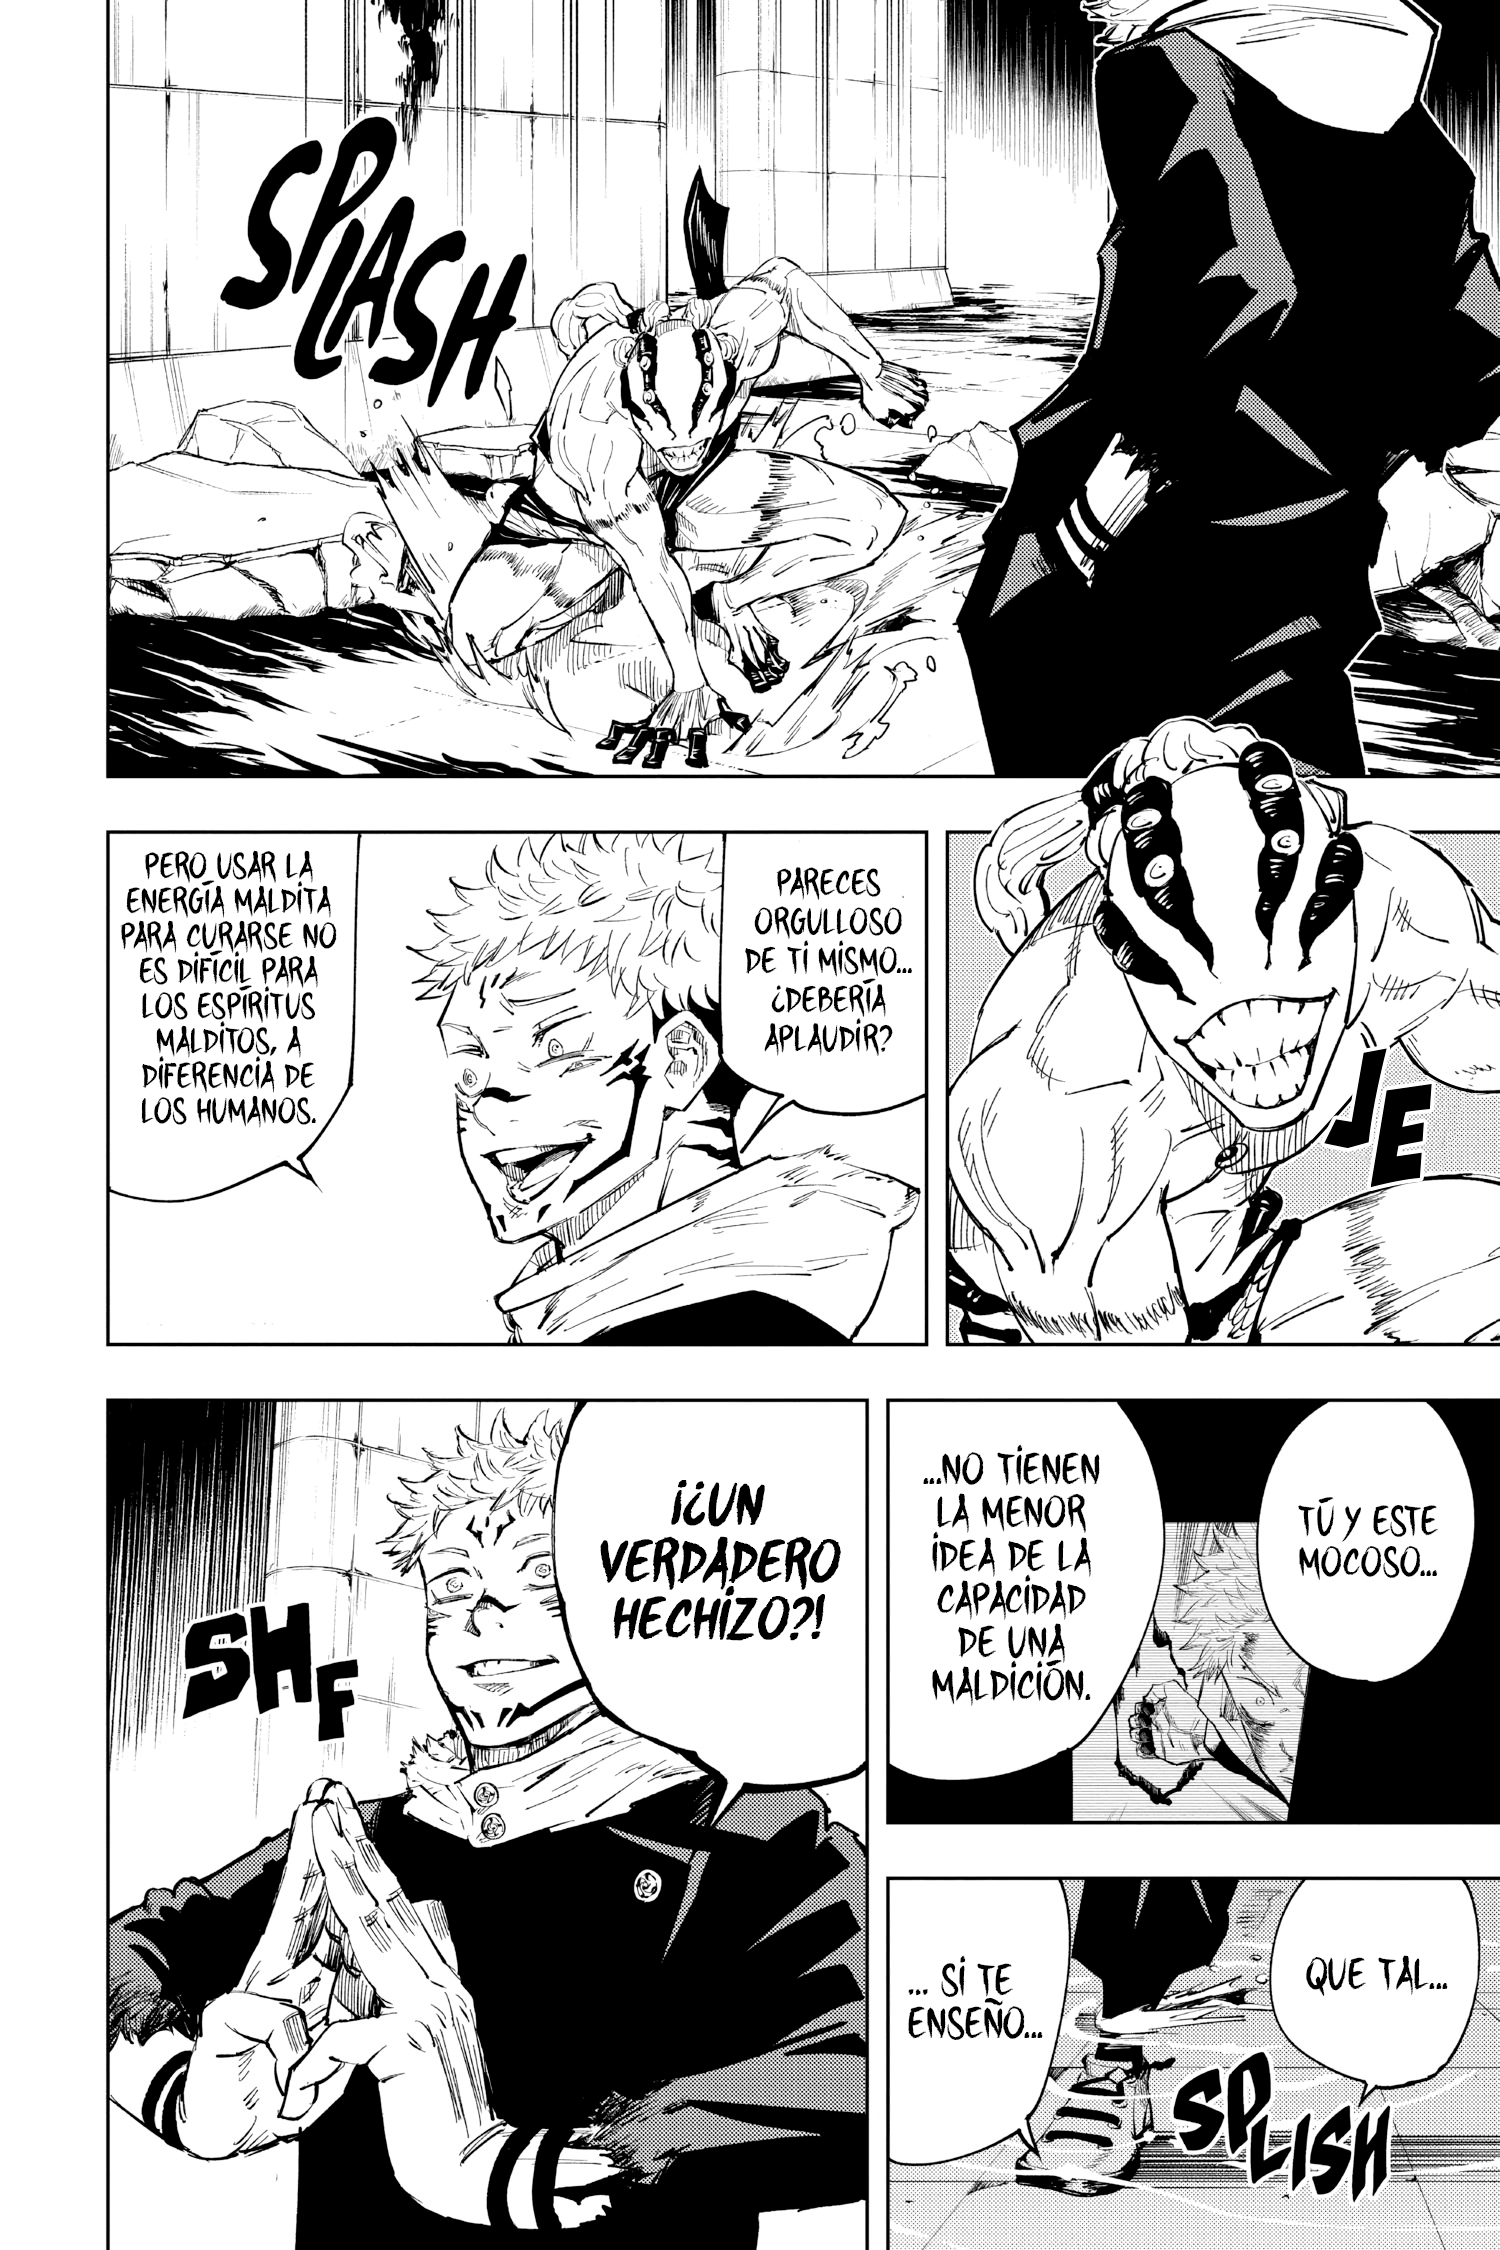 SPLASH
JE
PARECES
ORGULLOSO
DE TI MISMO...
¿DEBERÍA
APLAUDIR?
PERO USAR LA
ENERGÍA MALDITA
PARA CURARSE NO
ES DIFÍCIL PARA
LOS ESPÍRITUS
MALDITOS, A
DIFERENCIA DE
LOS HUMANOS.
TÚ Y ESTE
MOCOSO...
...NO TIENEN
LA MENOR
IDEA DE LA
CAPACIDAD
DE UNA
MALDICIÓN.
QUE TAL...
... SI TE
ENSEÑO...
SPLISH
¡¿UN
VERDADERO
HECHIZO?!
SHF